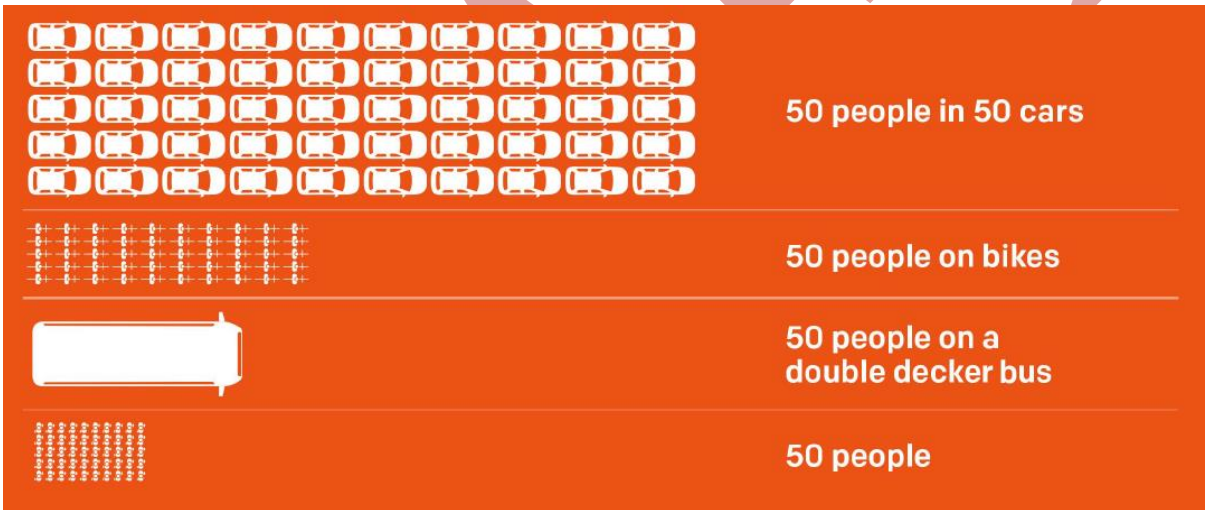 50 people in 50 cars
50 people on bikes
50 people on a
double decker bus
50 people